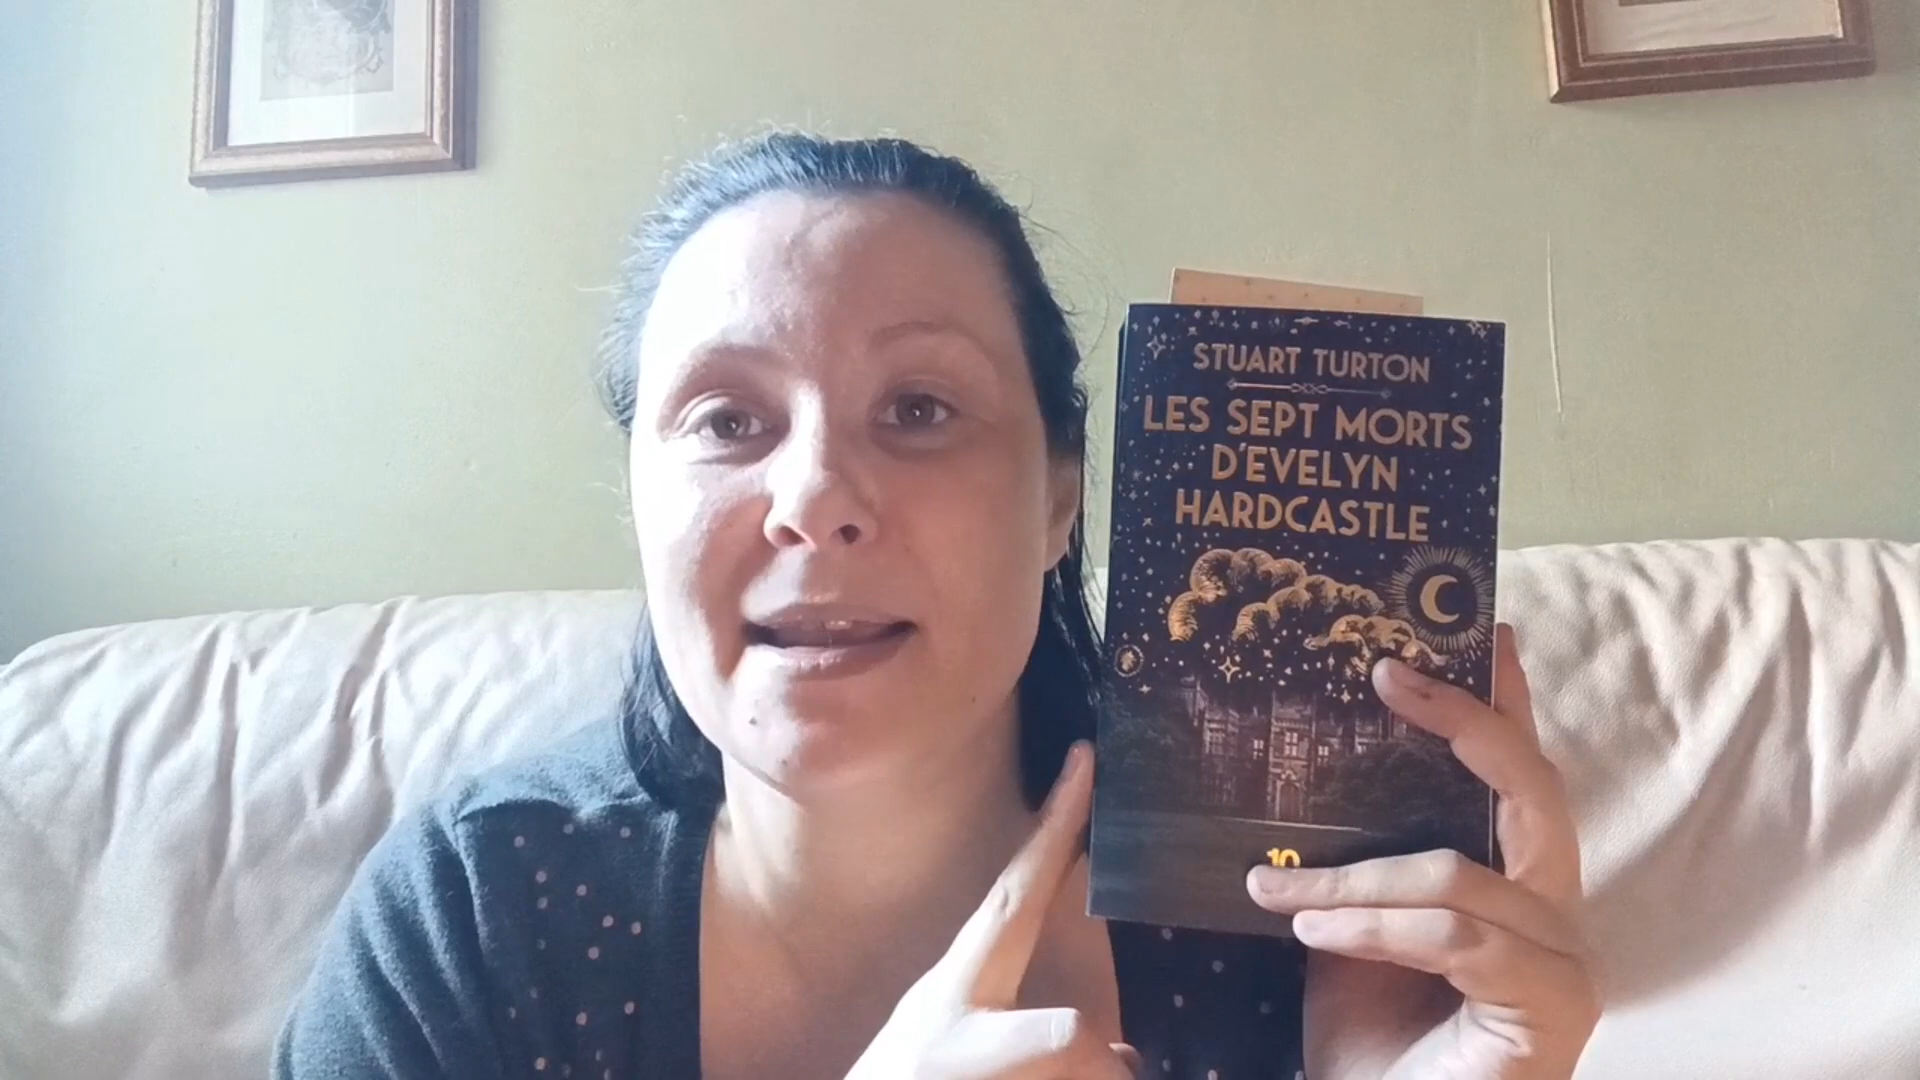 STUART TURTON
LES SEPT MORTS
D'EVELYN
HARDCASTLE
10